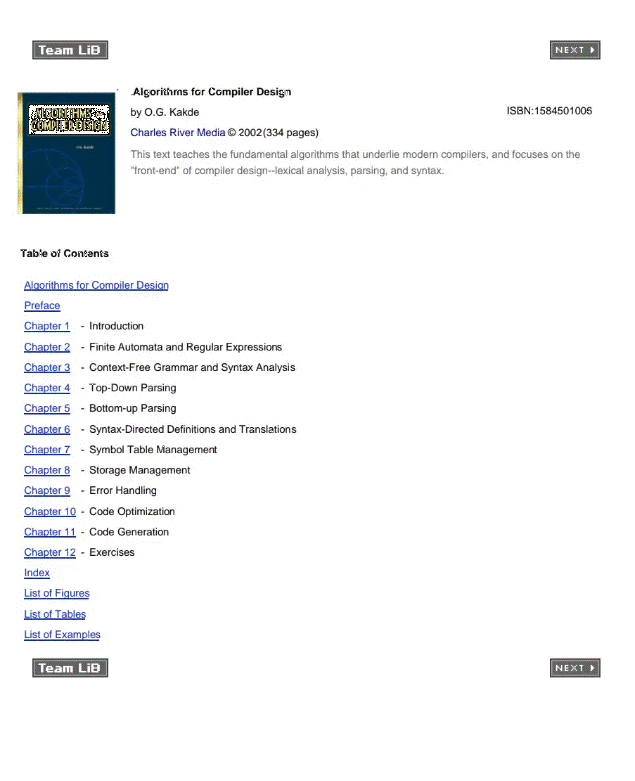 Team LiB
NEXT
Algorithms for Compiler Design
by O.G. Kakde
ISBN:1584501006
Charles River Media © 2002(334 pages)
This text teaches the fundamental algorithms that underlie modern compilers, and focuses on the
"front-end" of compiler design--lexical analysis, parsing, and syntax.
ALGORITHMS
COMPILER DESIGN
O.G. Kakde
Table of Contents
Algorithms for Compiler Design
Preface
Chapter 1 - Introduction
Chapter 2 - Finite Automata and Regular Expressions
Chapter 3 - Context-Free Grammar and Syntax Analysis
Chapter 4 - Top-Down Parsing
Chapter 5 - Bottom-up Parsing
Chapter 6 - Syntax-Directed Definitions and Translations
Chapter 7 - Symbol Table Management
Chapter 8 - Storage Management
Chapter 9 - Error Handling
Chapter 10 - Code Optimization
Chapter 11 - Code Generation
Chapter 12 - Exercises
Index
List of Figures
List of Tables
List of Examples
Team LiB
NEXT